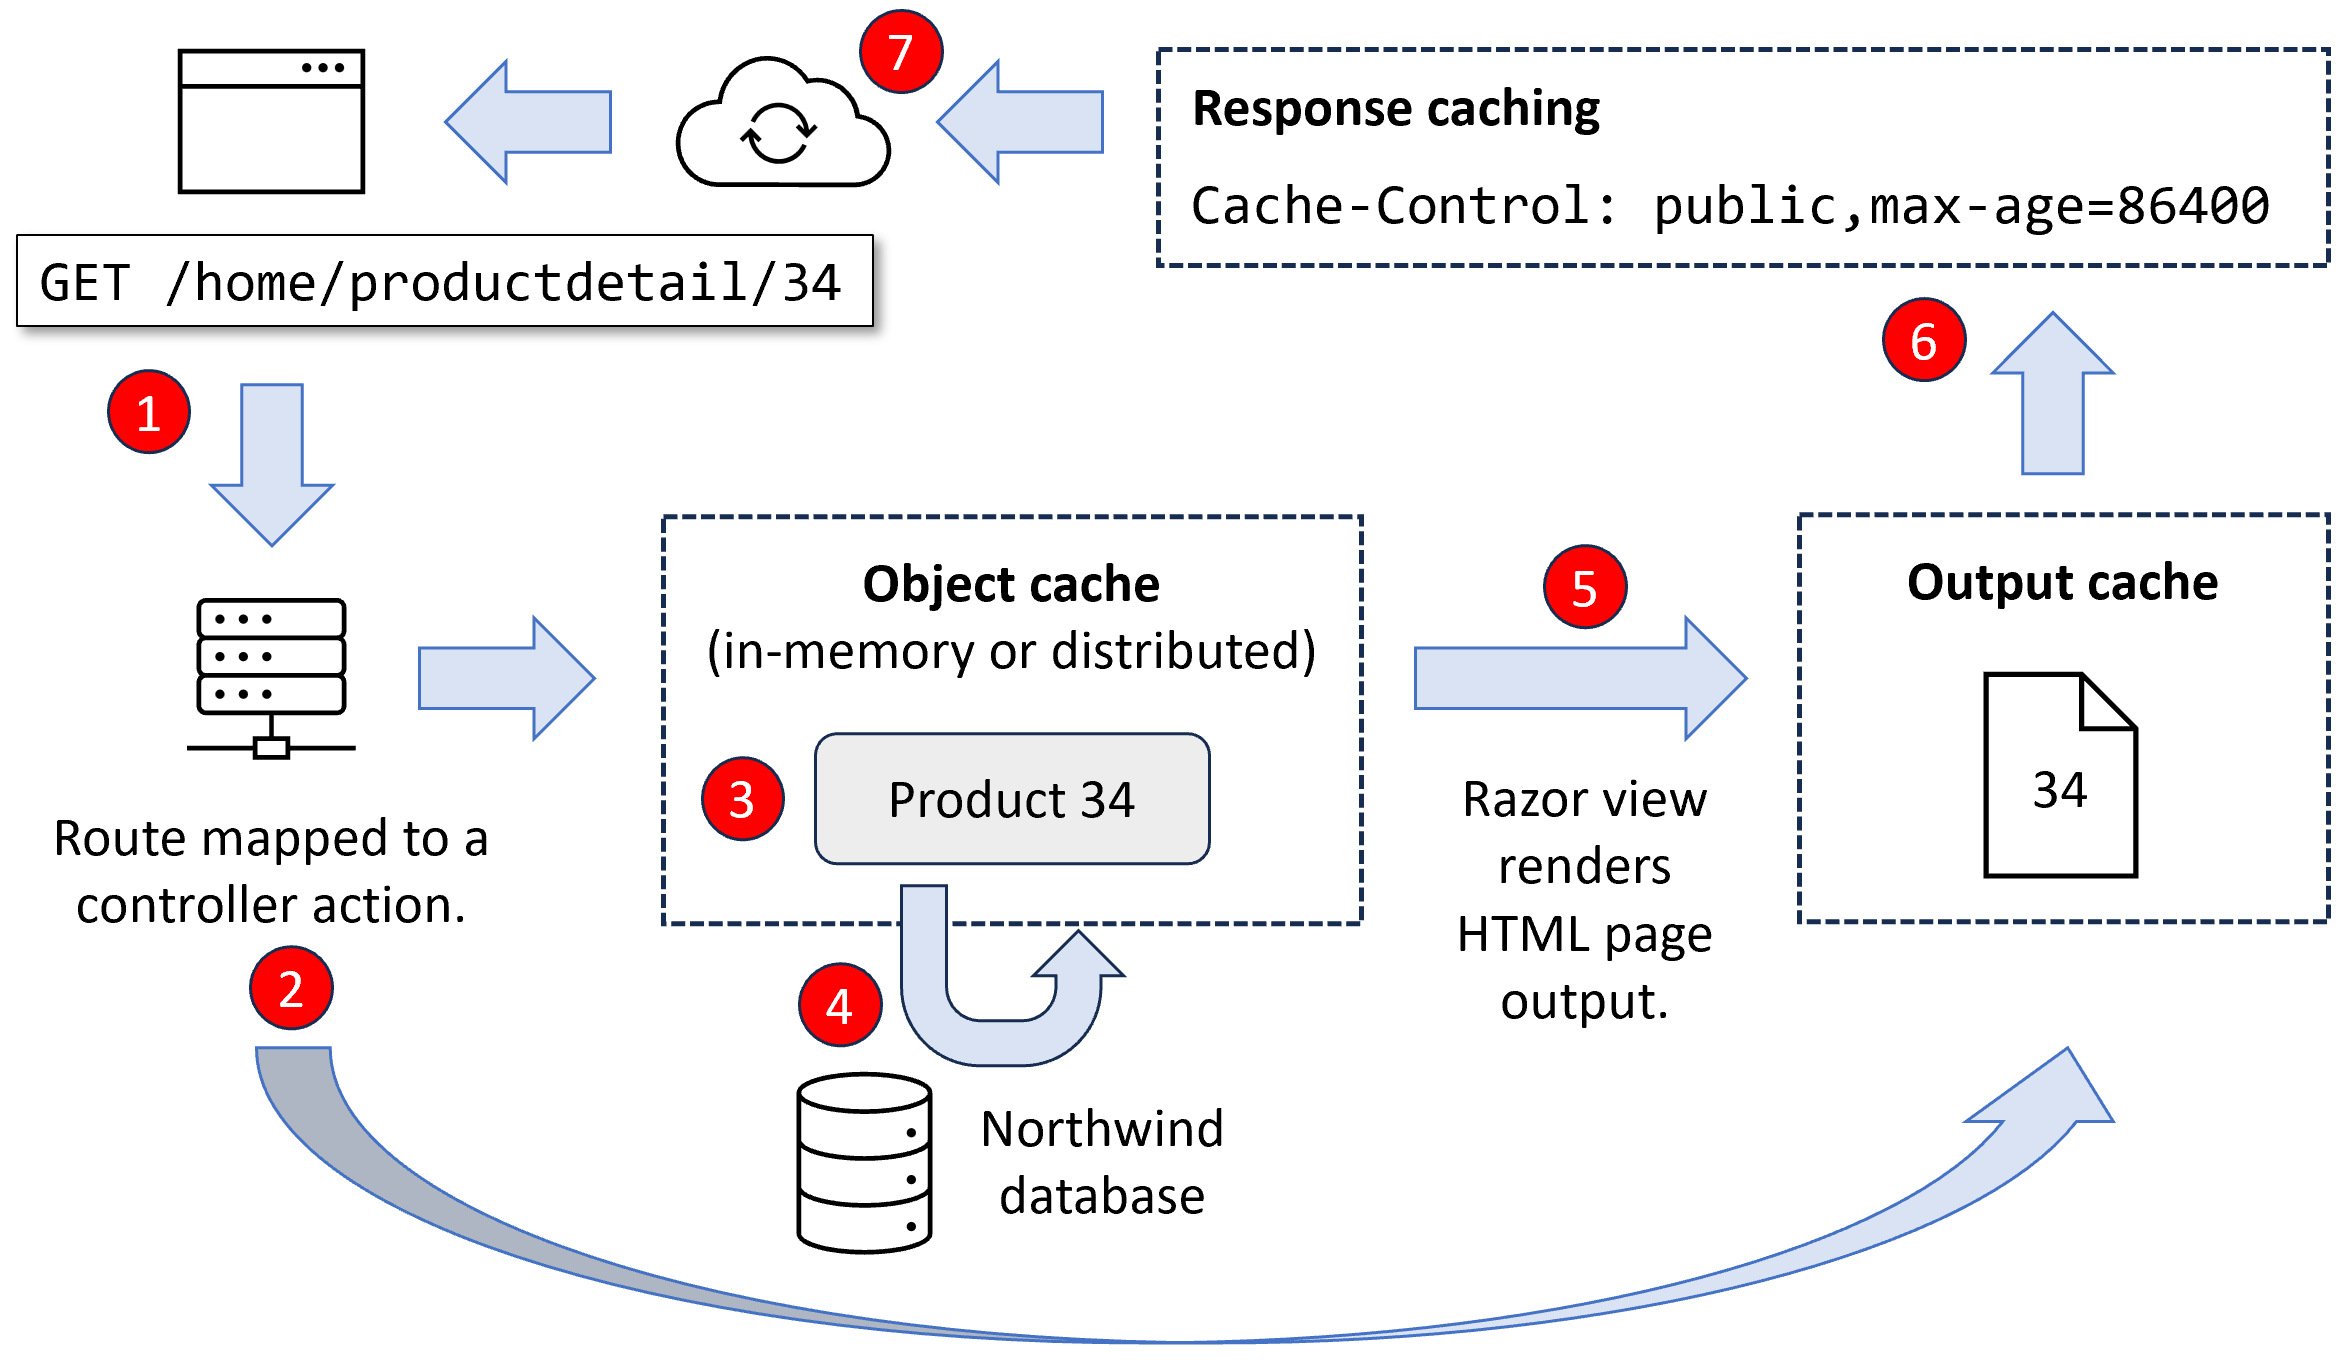 7
Response caching
Cache-Control: public,max-age=86400
GET /home/productdetail/34
6
1
Object cache
(in-memory or distributed)
5
Output cache
3
Product 34
34
Route mapped to a
controller action.
Razor view
renders
HTML page
output.
2
4
Northwind
database